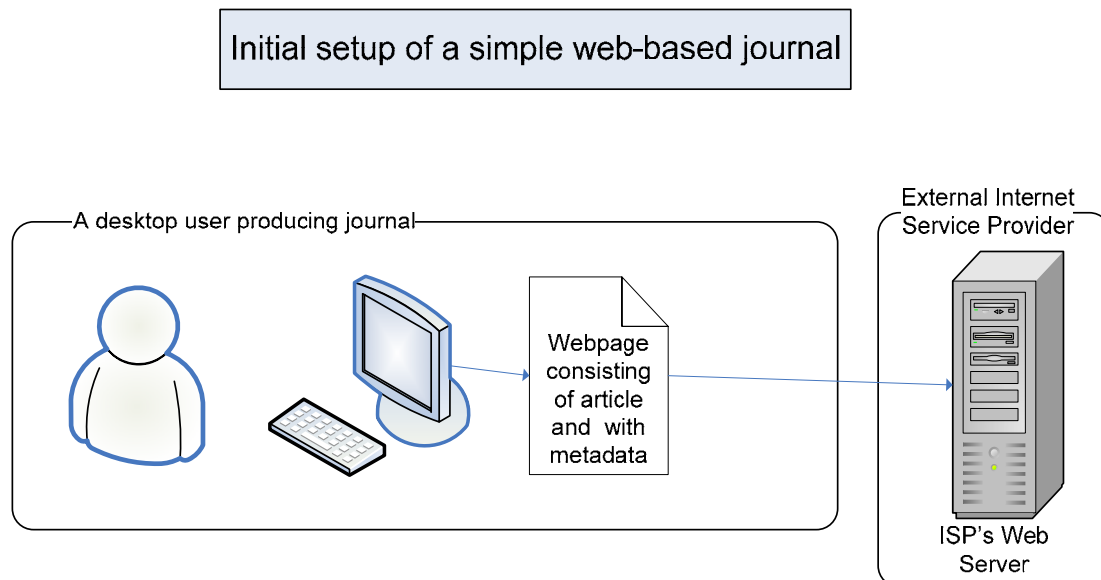 Initial setup of a simple web-based journal
A desktop user producing journal
External Internet
Service Provider
Webpage
consisting
of article
and with
metadata
ISP's Web
Server